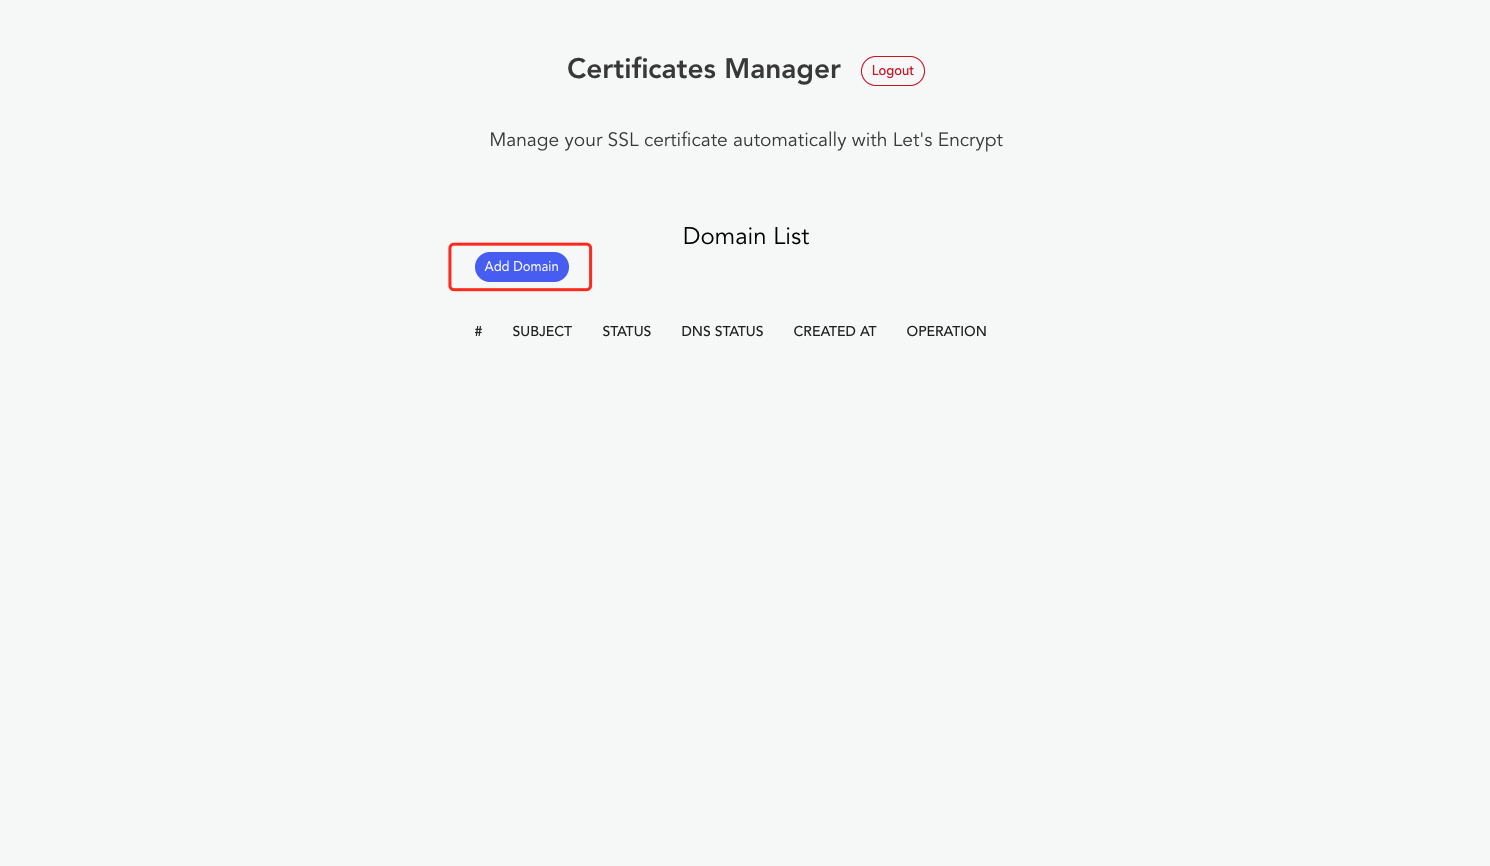 Certificates Manager Logout
Manage your SSL certificate automatically with Let's Encrypt
Domain List
Add Domain
# SUBJECT STATUS DNS STATUS CREATED AT OPERATION